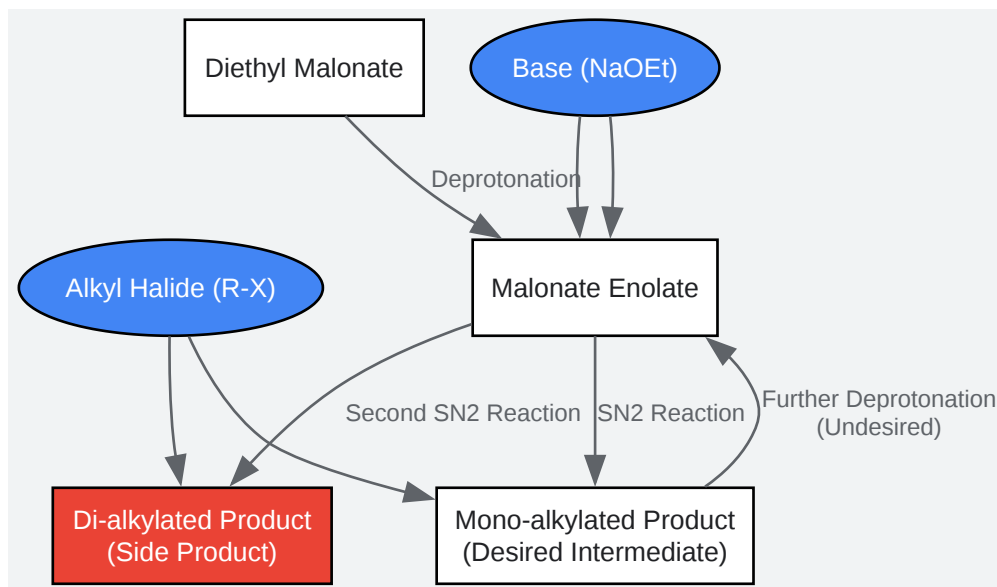 Diethyl Malonate
Base (NaOEt)
Deprotonation
Alkyl Halide (R-X)
Malonate Enolate
Second SN2 Reaction
SN2 Reaction
Further Deprotonation
(Undesired)
Di-alkylated Product
(Side Product)
Mono-alkylated Product
(Desired Intermediate)